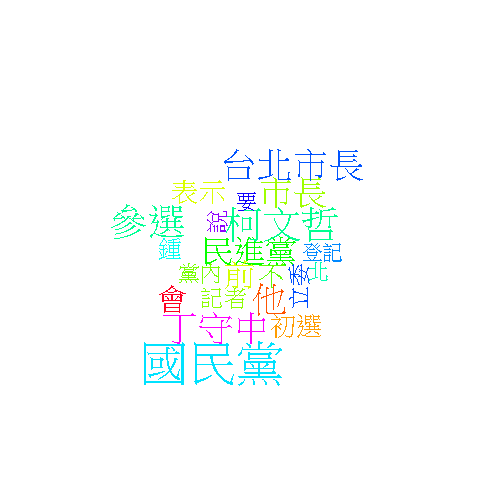 台北市長
表示
要
市長
參選
說
柯文哲
鍾
民進黨
登記
黨內
前
不
立委
北
會
記者
他
丁守中
初選
國民黨